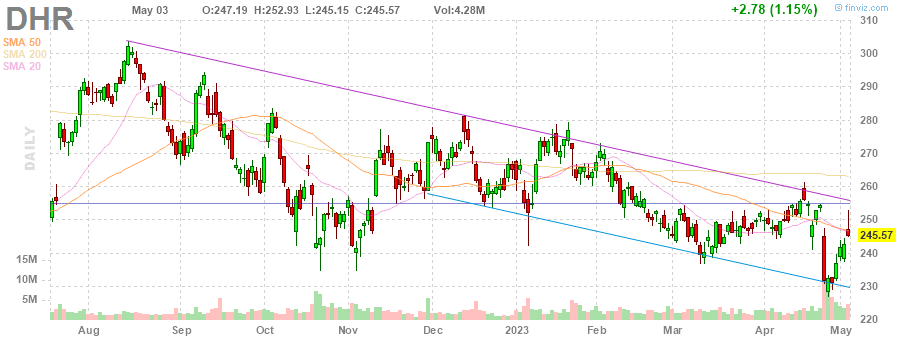 DHR May 03 O:247.19 H:252.93 L:245.15 C:245.57 Vol:4.28M +2.78 (1.15%) © finviz.com
SMA 50
SMA 200
SMA 20
DAILY
310
300
290
280
270
260
250
245.57
240
230
220
15M
10M
5M
Aug Sep Oct Nov Dec 2023 Feb Mar Apr May